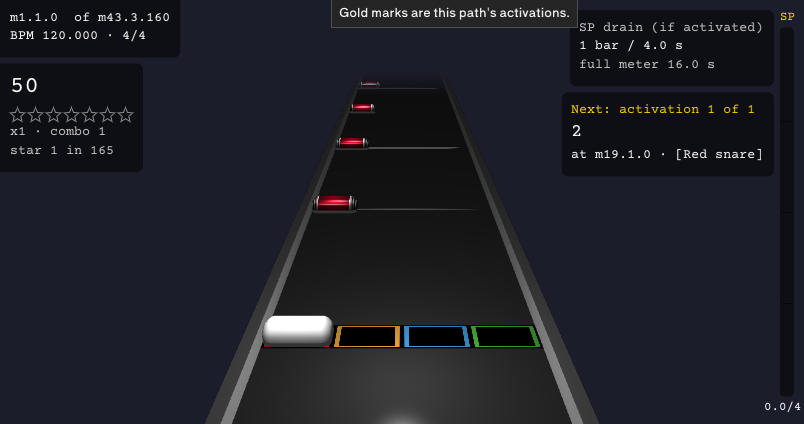 m1.1.0 of m43.3.160
BPM 120.000 · 4/4
Gold marks are this path's activations.
SP drain (if activated)
1 bar / 4.0 s
full meter 16.0 s
SP
50
☆☆☆☆☆☆☆
x1 · combo 1
star 1 in 165
Next: activation 1 of 1
2
at m19.1.0 · [Red snare]
0.0/4